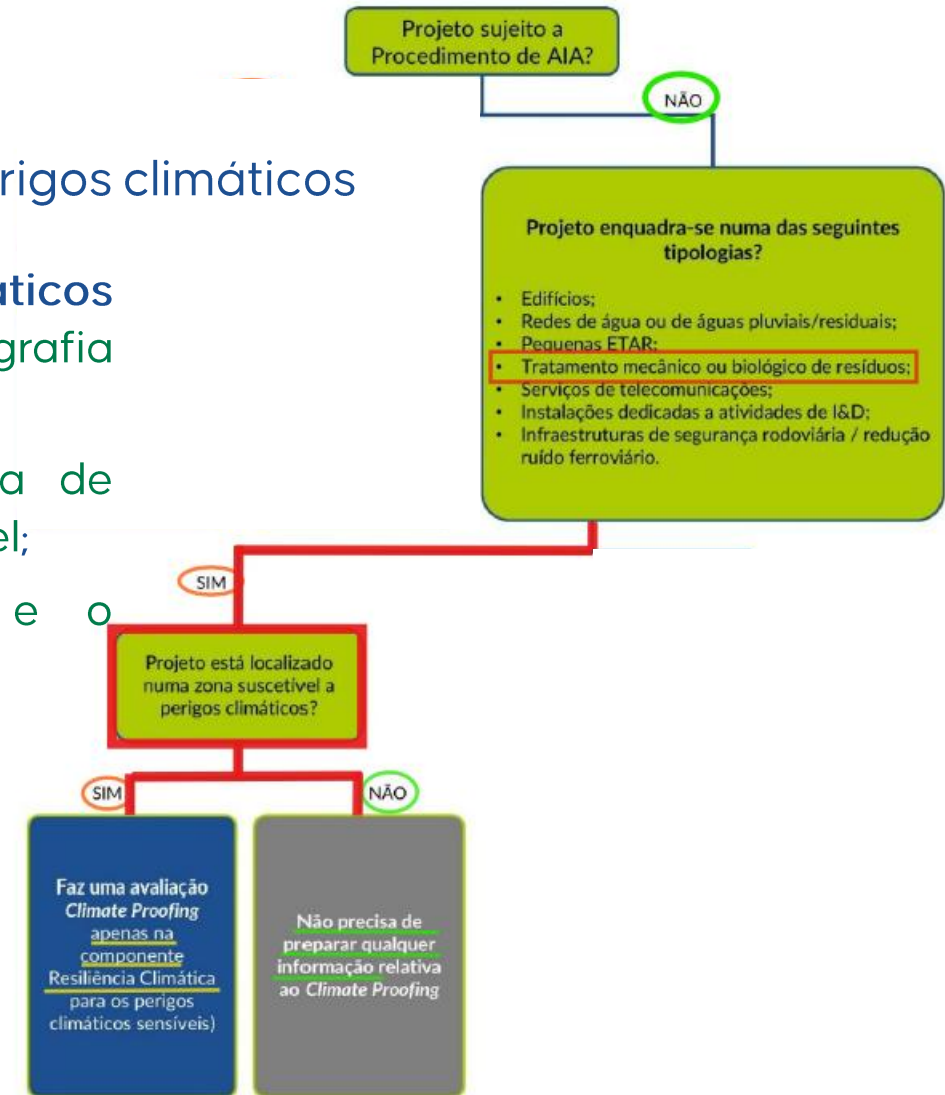 Projeto sujeito a
Procedimento de AIA?
NÃO
rigos climáticos
áticos
grafia
a de
el;
e o
Projeto enquadra-se numa das seguintes
tipologias?
• Edifícios;
• Redes de água ou de águas pluviais/residuais;
• Pequenas ETAR;
• Tratamento mecânico ou biológico de resíduos;
• Serviços de telecomunicações;
• Instalações dedicadas a atividades de I&D;
• Infraestruturas de segurança rodoviária / redução
ruído ferroviário.
SIM
Projeto está localizado
numa zona suscetível a
perigos climáticos?
SIM
NÃO
Faz uma avaliação
Climate Proofing
apenas na
componente
Resiliência Climática
para os perigos
climáticos sensíveis)
Não precisa de
preparar qualquer
informação relativa
ao Climate Proofing